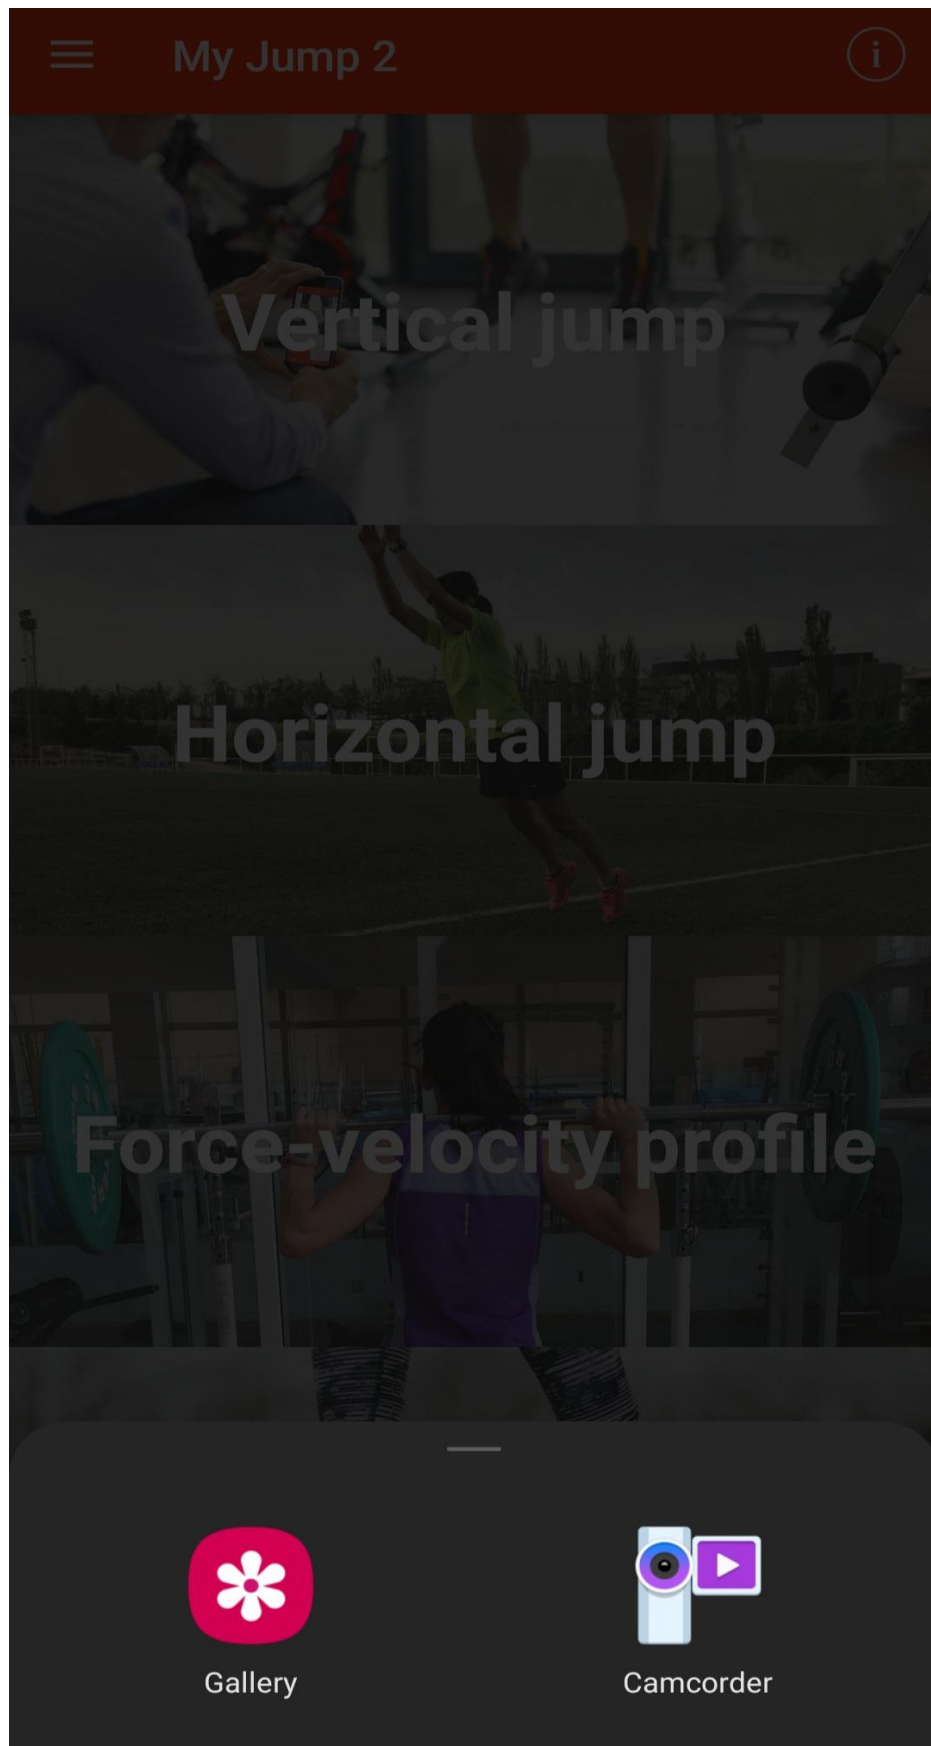 My Jump 2
i
Vertical jump
Horizontal jump
Force-velocity profile
Gallery
Camcorder